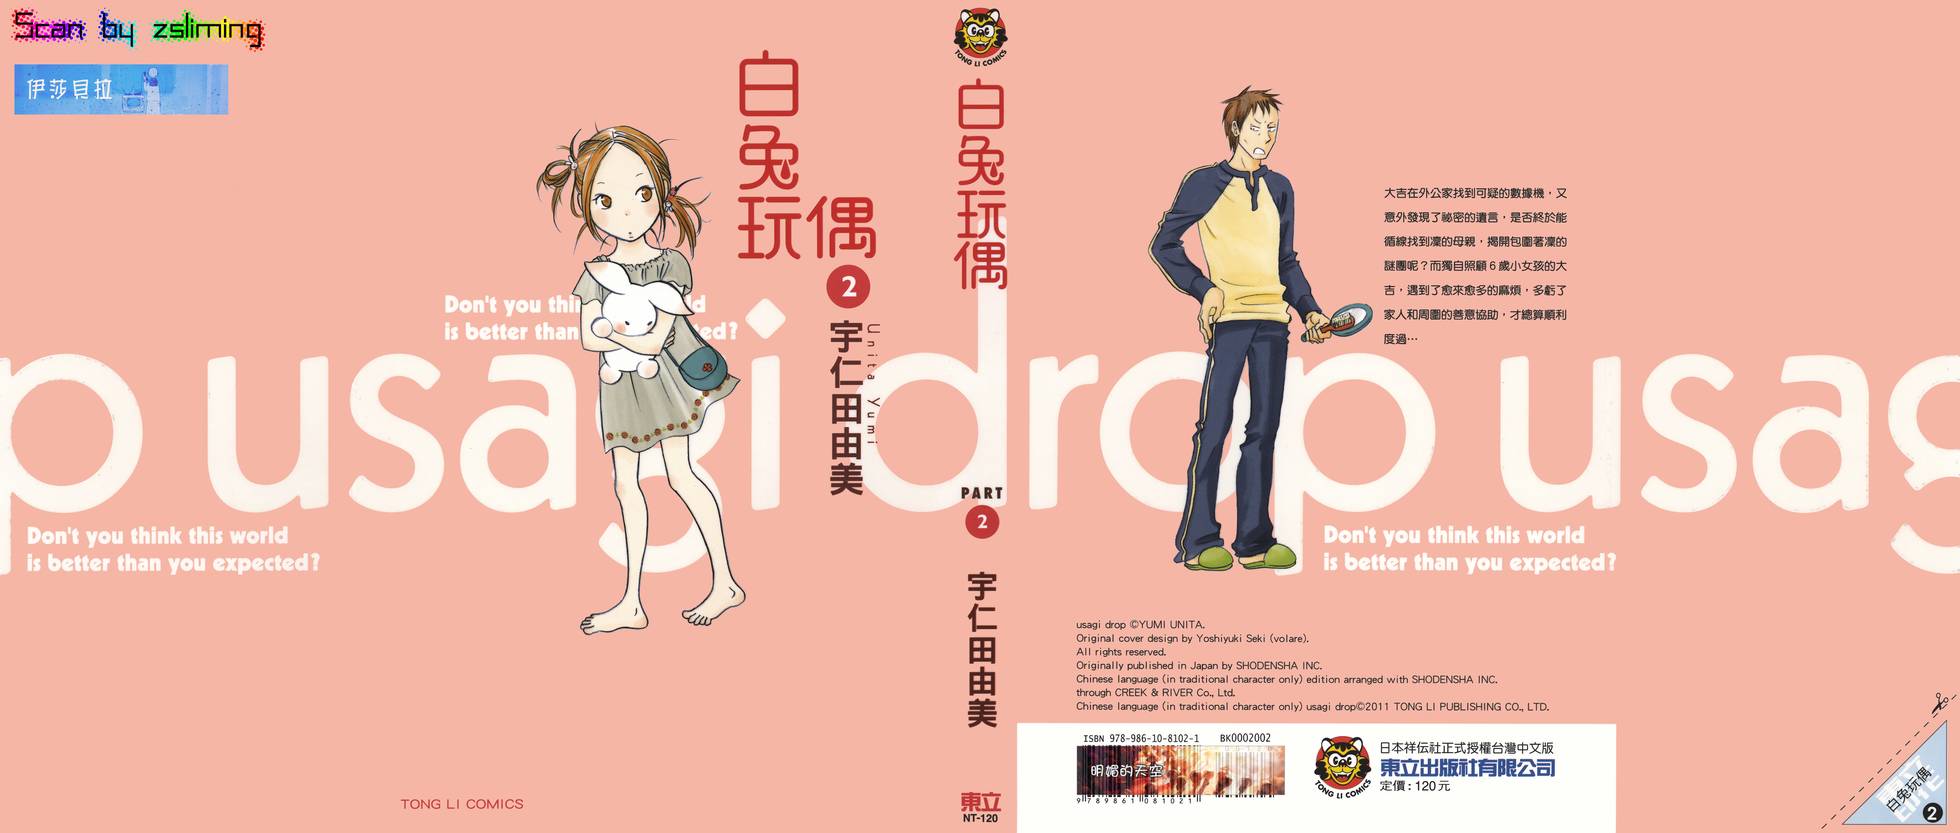 Scan by zsliming
伊莎貝拉
白兔玩偶
2
宇仁田由美
Unita Yumi
Don't you thi
ld
is better than
ted?
p usagi drop usag
Don't you think this world
is better than you expected?
TONG LI COMICS
TONG LI COMICS
白兔玩偶
PART
2
宇仁田由美
東立
NT-120
大吉在外公家找到可疑的數據機，又
意外發現了祕密的遺言，是否終於能
循線找到凜的母親，揭開包圍著凜的
謎團呢？而獨自照顧6歲小女孩的大
吉，遇到了愈來愈多的麻煩，多虧了
家人和周圍的善意協助，才總算順利
度過…
Don't you think this world
is better than you expected?
usagi drop ©YUMI UNITA.
Original cover design by Yoshiyuki Seki (volare).
All rights reserved.
Originally published in Japan by SHODENSHA INC.
Chinese language (in traditional character only) edition arranged with SHODENSHA INC.
through CREEK & RIVER Co., Ltd.
Chinese language (in traditional character only) usagi drop©2011 TONG LI PUBLISHING CO., LTD.
ISBN 978-986-10-8102-1 BK0002002
明媚的天空
9 789861 081021
TONG LI COMICS
日本祥伝社正式授權台灣中文版
東立出版社有限公司
定價：120元
白兔玩偶
2